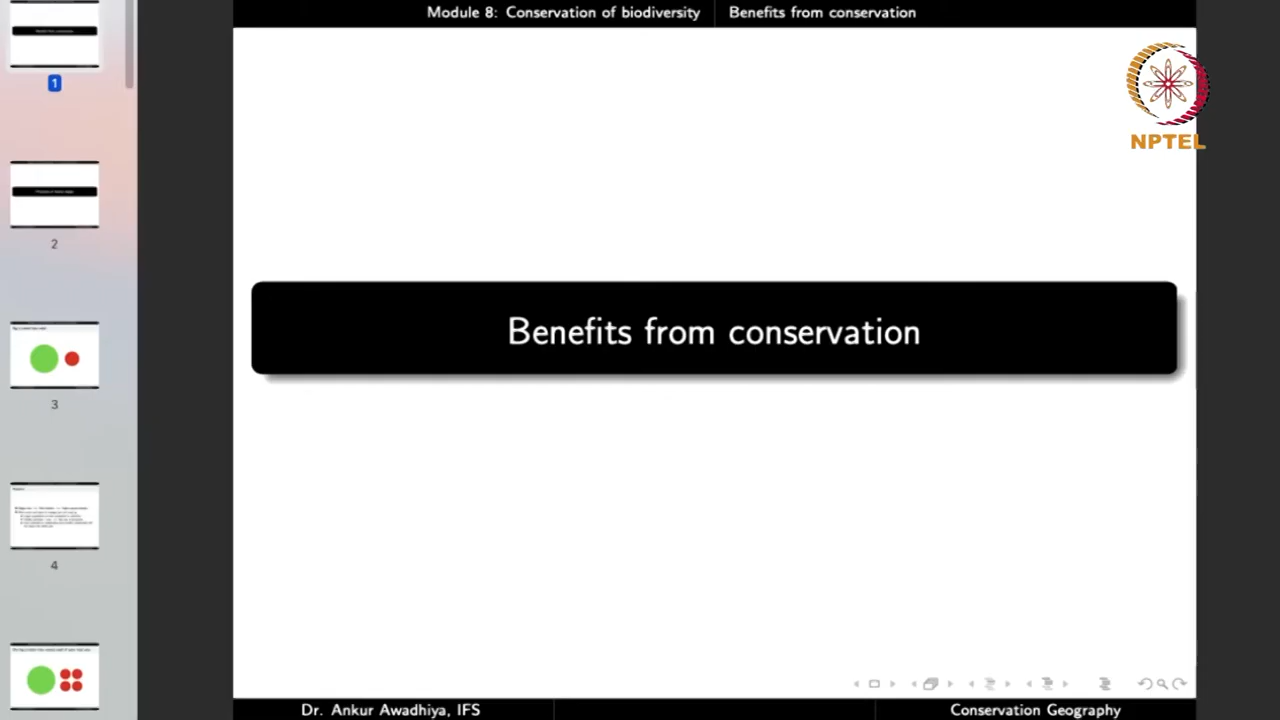 Module 8: Conservation of biodiversity Benefits from conservation
NPTEL
Benefits from conservation
1
2
3
4
Dr. Ankur Awadhiya, IFS Conservation Geography